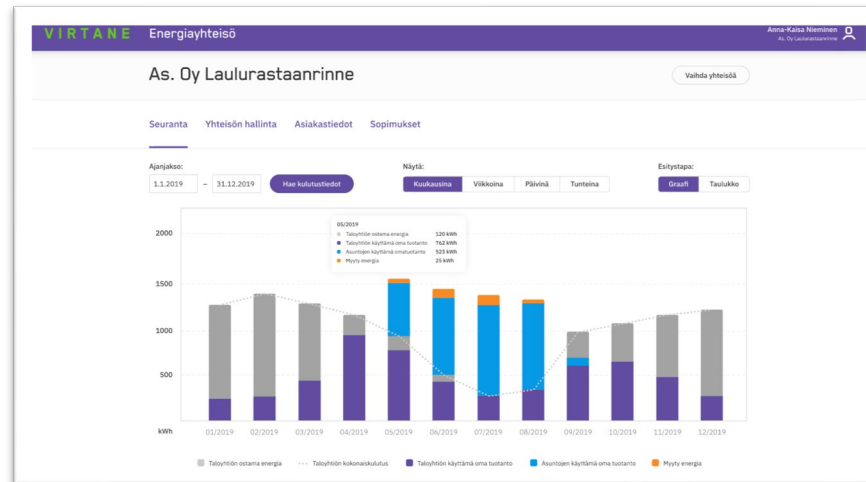 VIRTANE Energiayhteisö
Anna-Kaisa Nieminen
As. Oy Laulurastaanrinne
As. Oy Laulurastaanrinne
Vaihda yhteisöä
Seuranta Yhteisön hallinta Asiakastiedot Sopimukset
Ajanjakso: Näytä: Esitystapa:
1.1.2019 – 31.12.2019 Hae kulutustiedot Kuukausina Viikkoina Päivinä Tunteina Graafi Taulukko
05/2019
Taloyhtiön ostama energia 120 kWh
Taloyhtiön käyttämä oma tuotanto 762 kWh
Asuntojen käyttämä omatuotanto 523 kWh
Myyty energia 25 kWh
2000
1500
1000
500
kWh 01/2019 02/2019 03/2019 04/2019 05/2019 06/2019 07/2019 08/2019 09/2019 10/2019 11/2019 12/2019
Taloyhtiön ostama energia Taloyhtiön kokonaiskulutus Taloyhtiön käyttämä oma tuotanto Asuntojen käyttämä oma tuotanto Myyty energia